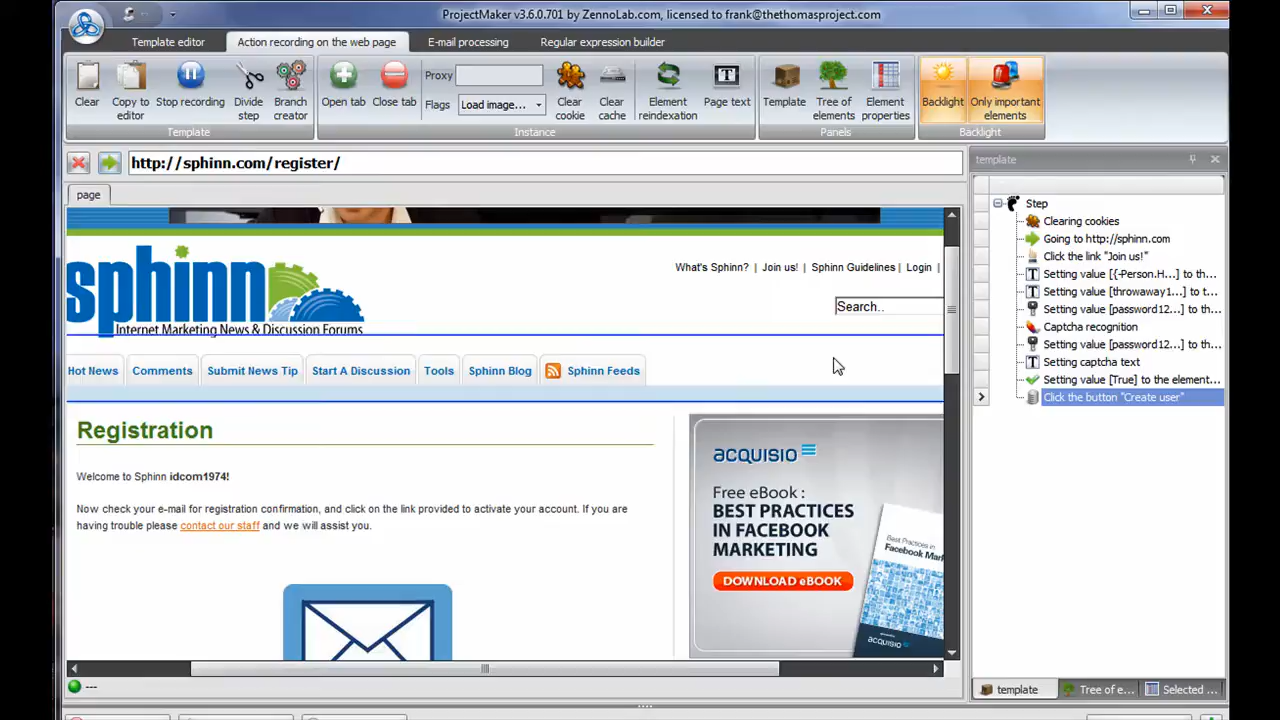 ProjectMaker v3.6.0.701 by ZennoLab.com, licensed to frank@thethomasproject.com
Template editor
Action recording on the web page
E-mail processing
Regular expression builder
Clear
Copy to editor
Stop recording
Divide step
Branch creator
Template
Open tab
Close tab
Proxy
Flags
Load image...
Clear cookie
Clear cache
Element reindexation
Page text
Instance
Template
Tree of elements
Element properties
Panels
Backlight
Only important elements
Backlight
http://sphinn.com/register/
page
sphinn
Internet Marketing News & Discussion Forums
What's Sphinn? | Join us! | Sphinn Guidelines | Login |
Search..
Hot News
Comments
Submit News Tip
Start A Discussion
Tools
Sphinn Blog
Sphinn Feeds
Registration
Welcome to Sphinn idcom1974!
Now check your e-mail for registration confirmation, and click on the link provided to activate your account. If you are
having trouble please contact our staff and we will assist you.
ACQUISIO
Free eBook :
BEST PRACTICES
IN FACEBOOK
MARKETING
DOWNLOAD eBOOK
Best Practices in
Facebook Mar
ACQUISIO
---
template
Step
Clearing cookies
Going to http://sphinn.com
Click the link "Join us!"
Setting value [{-Person.H...] to th...
Setting value [throwaway1...] to t...
Setting value [password12...] to th...
Captcha recognition
Setting value [password12...] to th...
Setting captcha text
Setting value [True] to the element...
Click the button "Create user"
template
Tree of e...
Selected ...